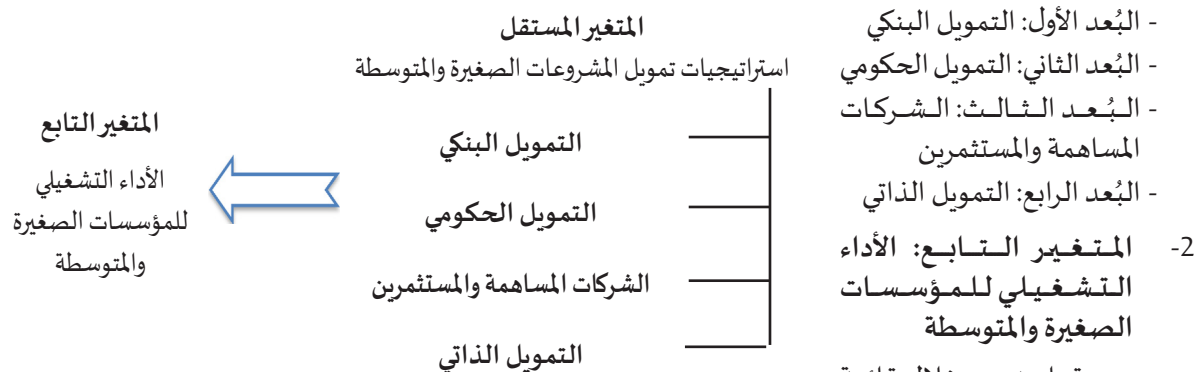 - البُعد الأول: التمويل البنكي
- البُعد الثاني: التمويل الحكومي
- البُعد الثالث: الشركات
المساهمة والمستثمرين
- البُعد الرابع: التمويل الذاتي
2- المتغير التابع: الأداء
التشغيلي للمؤسسات
الصغيرة والمتوسطة
المتغير المستقل
استراتيجيات تمويل المشروعات الصغيرة والمتوسطة
التمويل البنكي
التمويل الحكومي
الشركات المساهمة والمستثمرين
التمويل الذاتي
المتغير التابع
الأداء التشغيلي
للمؤسسات الصغيرة
والمتوسطة